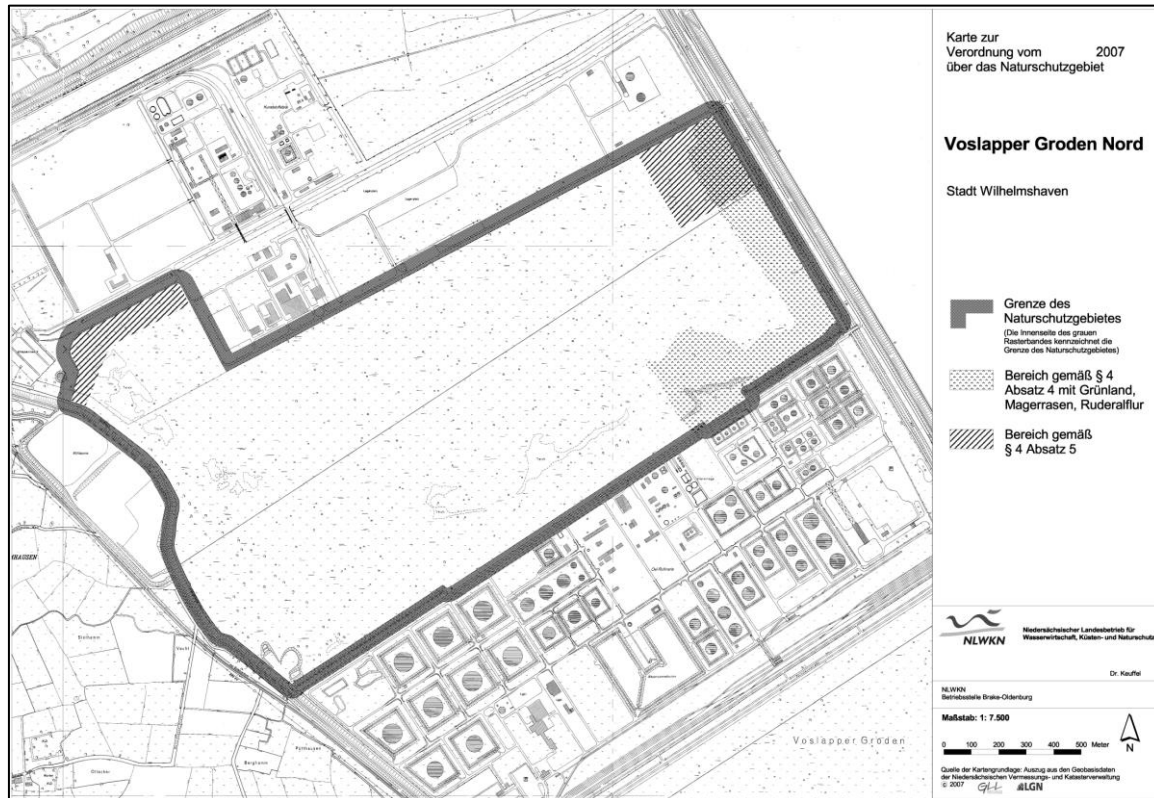 Karte zur
Verordnung vom 2007
über das Naturschutzgebiet
Voslapper Groden Nord
Stadt Wilhelmshaven
Grenze des
Naturschutzgebietes
(Die Innenseite des grauen
Rasterbandes kennzeichnet die
Grenze des Naturschutzgebietes)
Bereich gemäß § 4
Absatz 4 mit Grünland,
Magerrasen, Ruderalflur
Bereich gemäß
§ 4 Absatz 5
NLWKN
Niedersächsischer Landesbetrieb für
Wasserwirtschaft, Küsten- und Naturschutz
Dr. Keuffel
NLWKN
Betriebsstelle Brake-Oldenburg
Maßstab: 1: 7.500
0 100 200 300 400 500 Meter
N
Quelle der Kartengrundlage: Auszug aus den Geobasisdaten
der Niedersächsischen Vermessungs- und Katasterverwaltung
© 2007 GLL LGN
Voslapper Groden